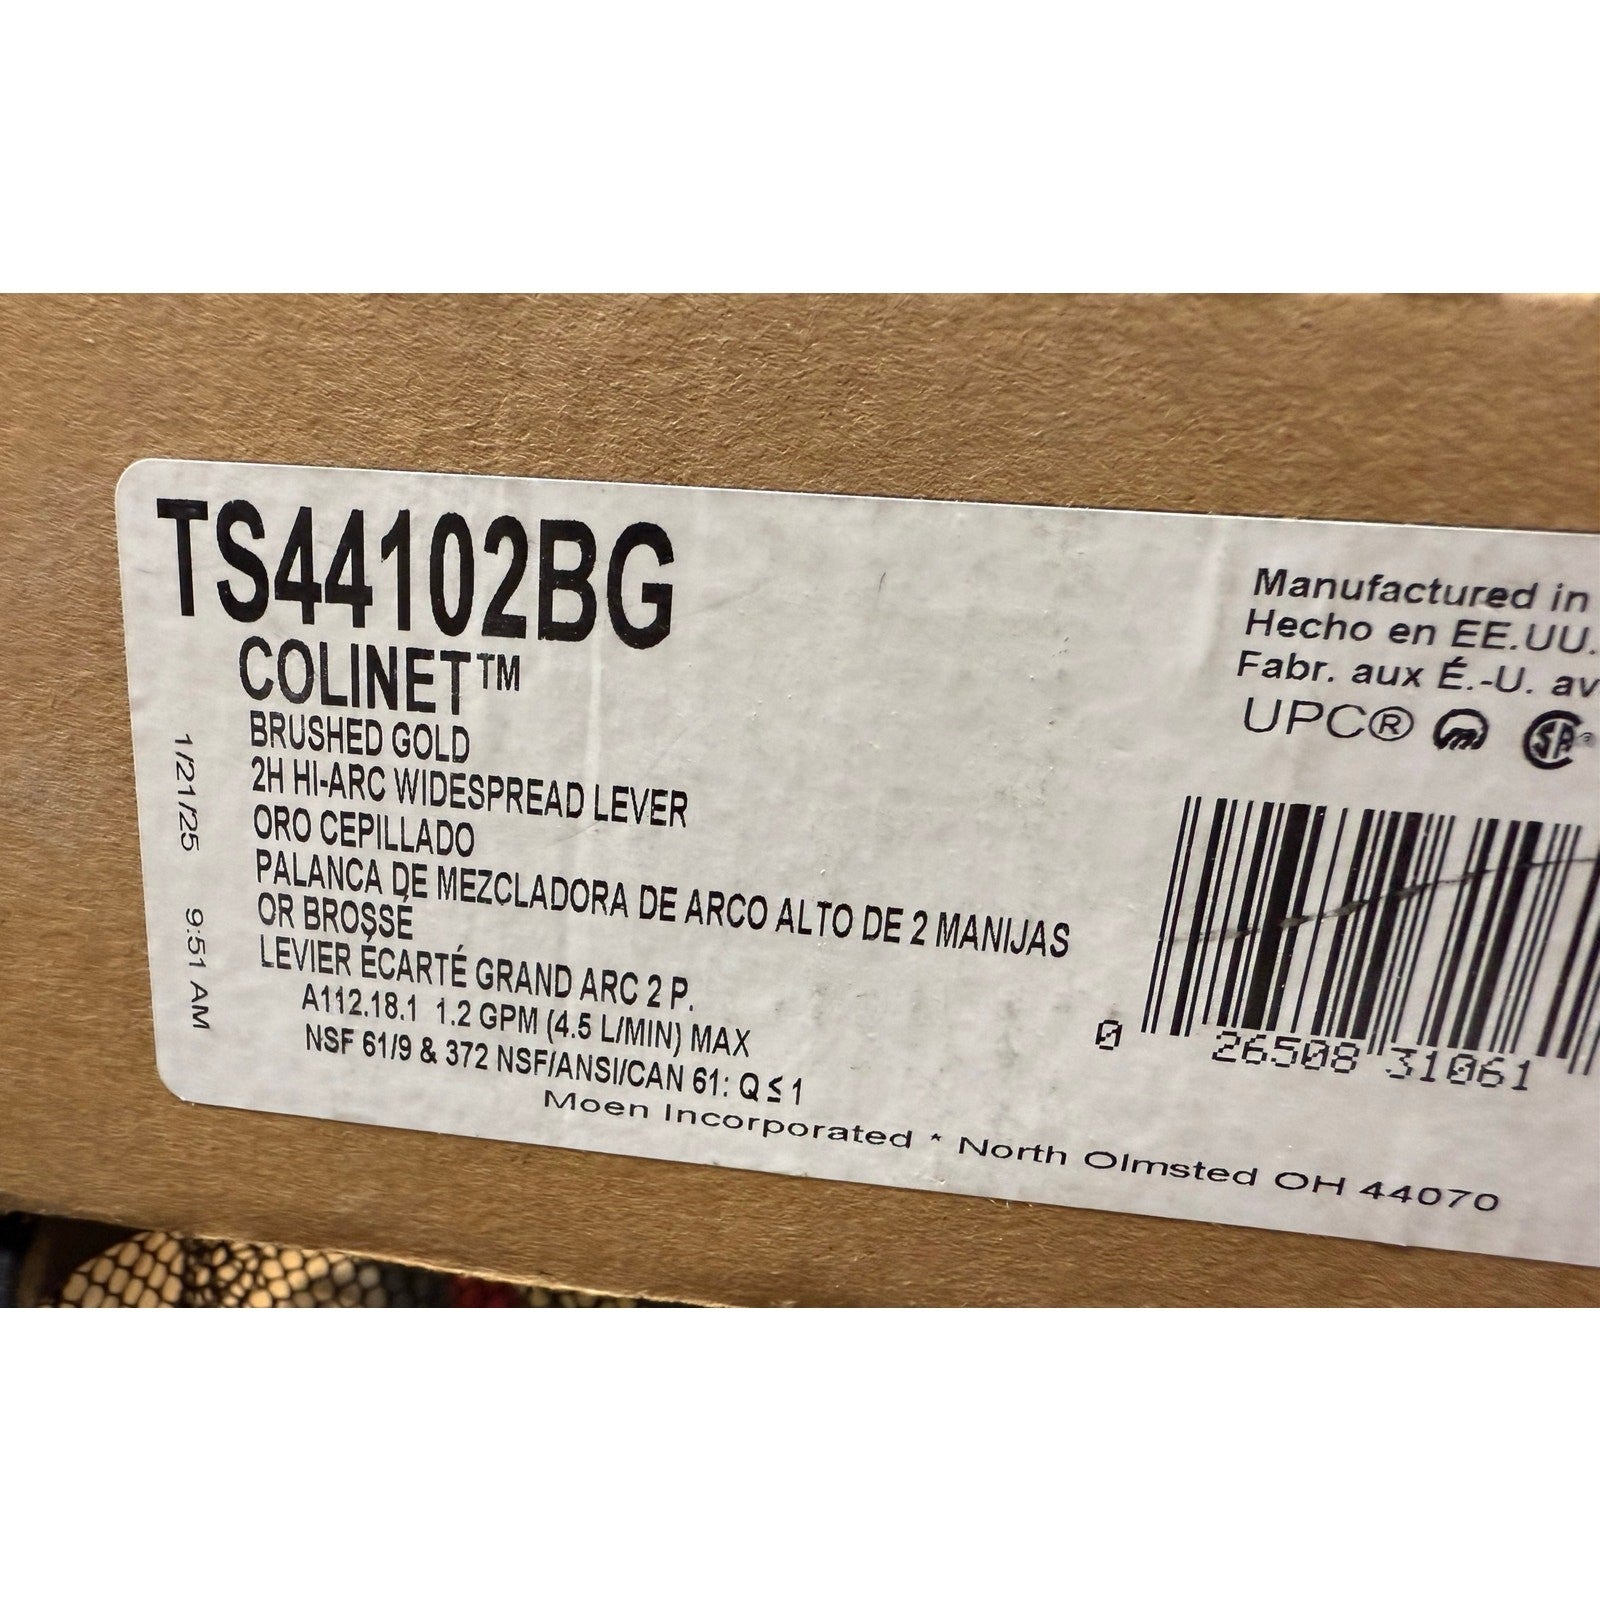 TS44102BG
COLINET™
BRUSHED GOLD
2H HI-ARC WIDESPREAD LEVER
ORO CEPILLADO
PALANCA DE MEZCLADORA DE ARCO ALTO DE 2 MANIJAS
OR BROSSÉ
LEVIER ÉCARTÉ GRAND ARC 2 P.
A112.18.1 1.2 GPM (4.5 L/MIN) MAX
NSF 61/9 & 372 NSF/ANSI/CAN 61: Q ≤ 1
Moen Incorporated * North Olmsted OH 44070
1/21/25 9:51 AM
Manufactured in
Hecho en EE.UU.
Fabr. aux É.-U. av
UPC®
0 26508 31061